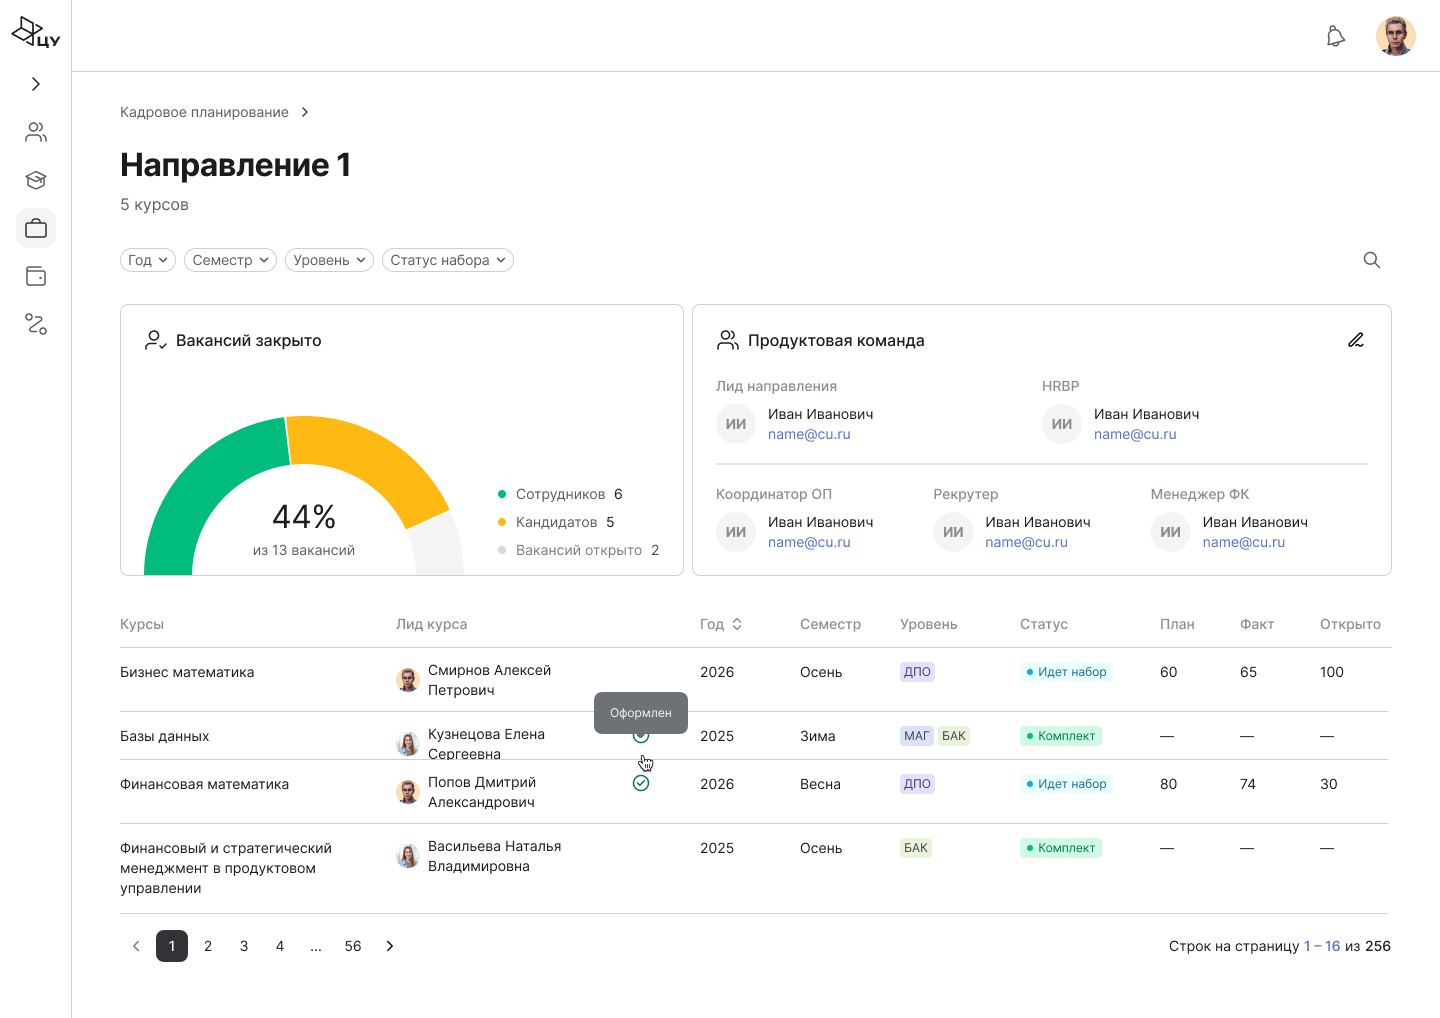 ЦУ
Кадровое планирование
Направление 1
5 курсов
Год
Семестр
Уровень
Статус набора
Вакансий закрыто
44%
из 13 вакансий
Сотрудников 6
Кандидатов 5
Вакансий открыто 2
Продуктовая команда
Лид направления
ИИ
Иван Иванович
name@cu.ru
HRBP
ИИ
Иван Иванович
name@cu.ru
Координатор ОП
ИИ
Иван Иванович
name@cu.ru
Рекрутер
ИИ
Иван Иванович
name@cu.ru
Менеджер ФК
ИИ
Иван Иванович
name@cu.ru
Курсы Лид курса Год Семестр Уровень Статус План Факт Открыто
Бизнес математика
Смирнов Алексей
Петрович
2026 Осень ДПО Идет набор 60 65 100
Оформлен
Базы данных
Кузнецова Елена
Сергеевна
2025 Зима МАГ БАК Комплект — — —
Финансовая математика
Попов Дмитрий
Александрович
2026 Весна ДПО Идет набор 80 74 30
Финансовый и стратегический
менеджмент в продуктовом
управлении
Васильева Наталья
Владимировна
2025 Осень БАК Комплект — — —
1 2 3 4 ... 56
Строк на страницу 1 – 16 из 256